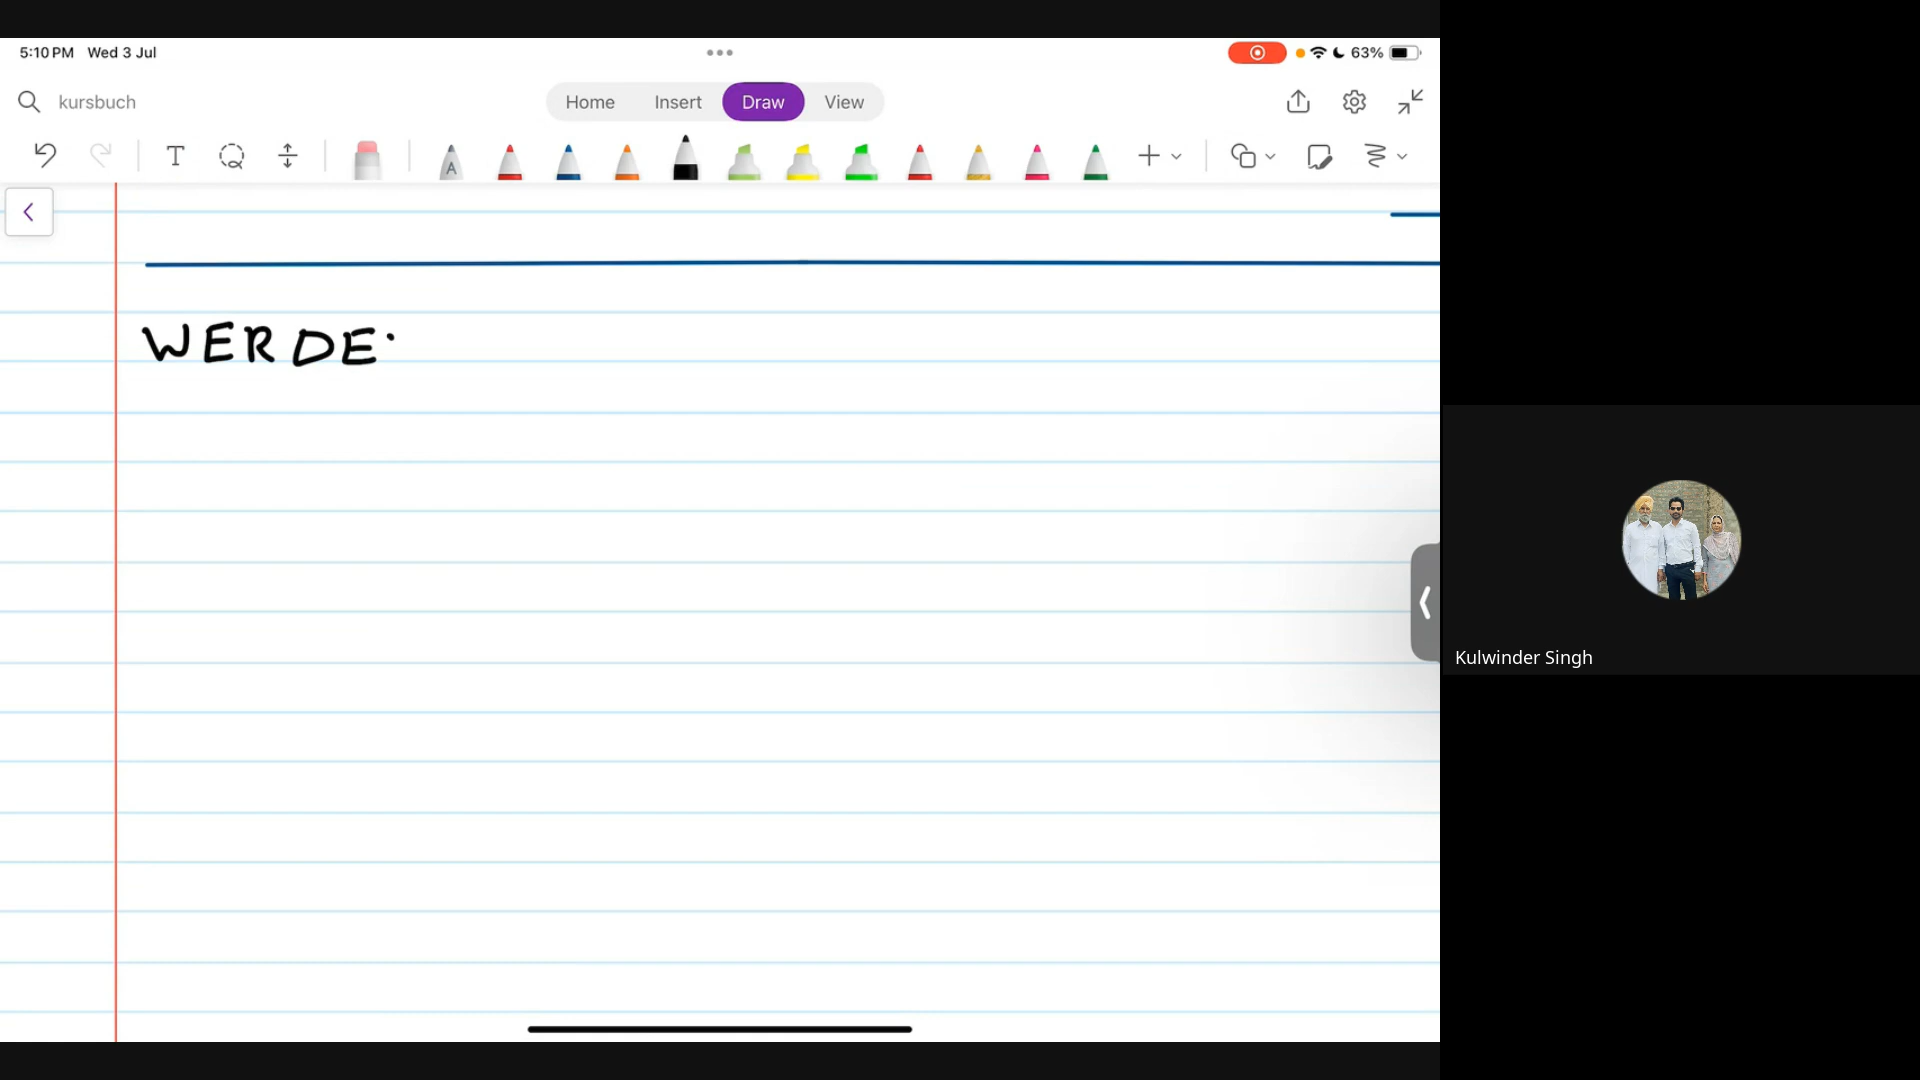 5:10 PM Wed 3 Jul
63%
kursbuch
Home Insert Draw View
T
A
WERDE
Kulwinder Singh